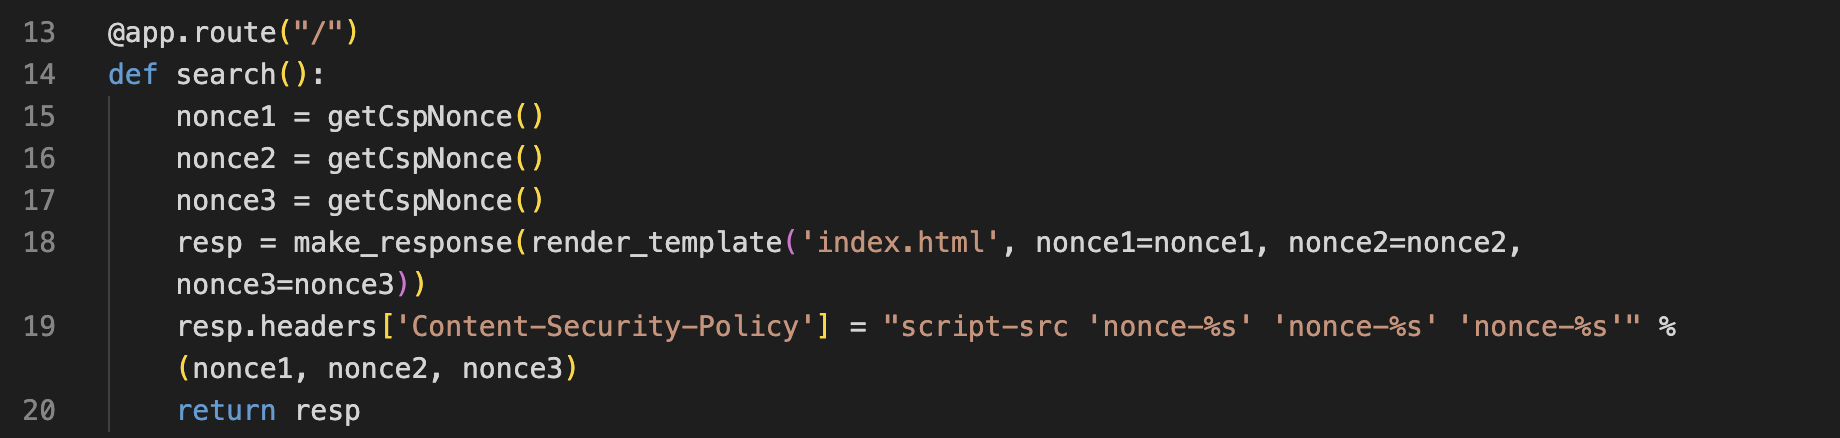 13 @app.route("/")
14 def search():
15 nonce1 = getCspNonce()
16 nonce2 = getCspNonce()
17 nonce3 = getCspNonce()
18 resp = make_response(render_template('index.html', nonce1=nonce1, nonce2=nonce2,
nonce3=nonce3))
19 resp.headers['Content-Security-Policy'] = "script-src 'nonce-%s' 'nonce-%s' 'nonce-%s'" %
(nonce1, nonce2, nonce3)
20 return resp